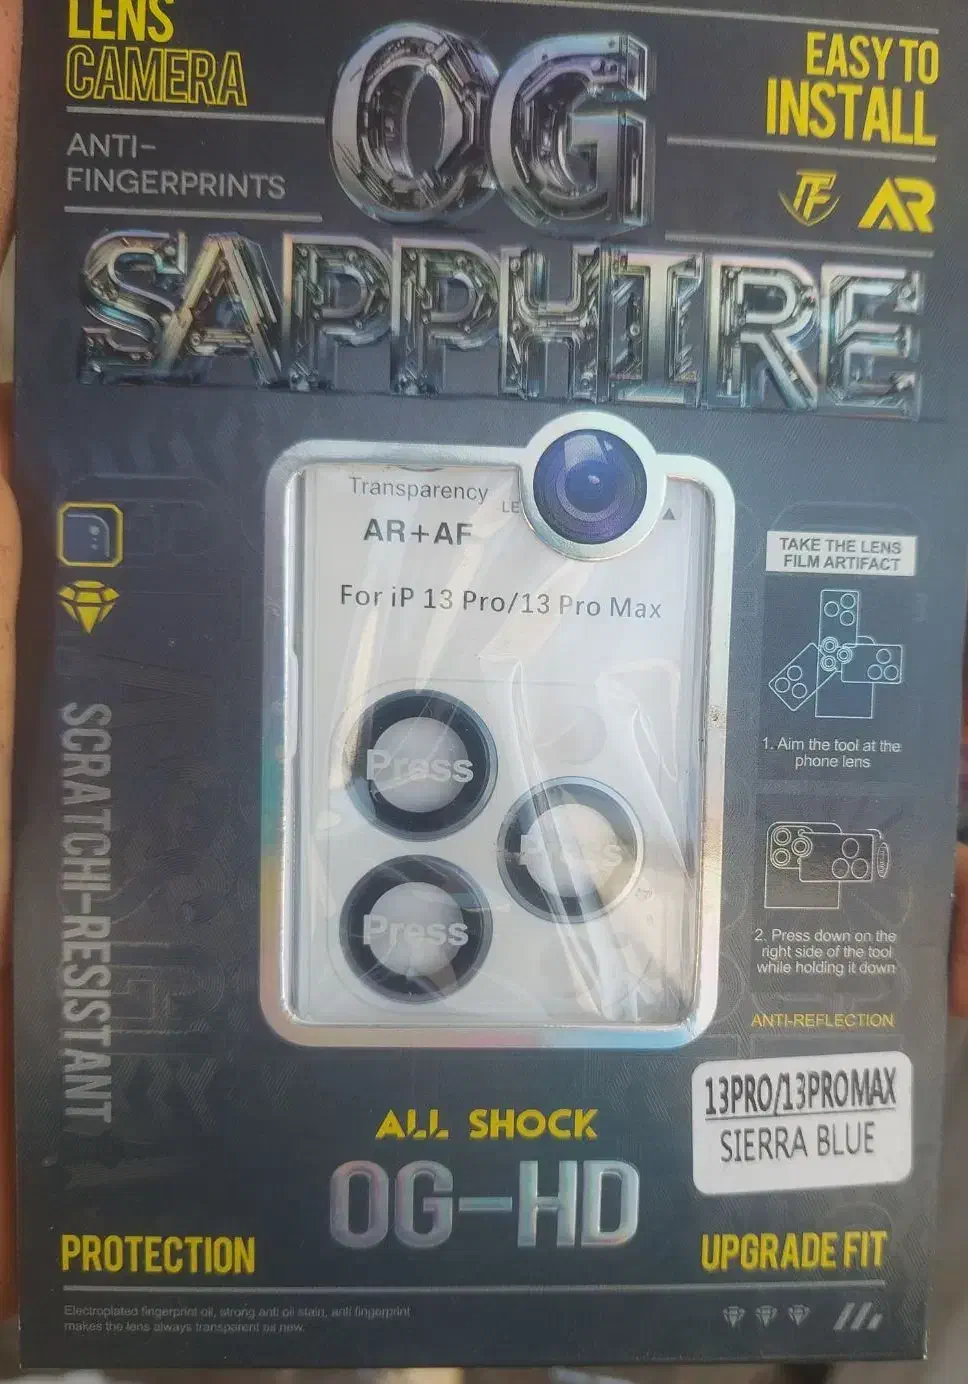 LENS
CAMERA
ANTI-
FINGERPRINTS
OG
SAPPHIRE
EASY TO
INSTALL
AR
Transparency
AR+AF
For iP 13 Pro/13 Pro Max
Press
Press
Press
TAKE THE LENS
FILM ARTIFACT
1. Aim the tool at the
phone lens
2. Press down on the
right side of the tool
while holding it down
ANTI-REFLECTION
SCRATCHI-RESISTANT
13PRO/13PROMAX
SIERRA BLUE
ALL SHOCK
OG-HD
PROTECTION
UPGRADE FIT
Electroplated fingerprint oil, strong anti oil stain, anti fingerprint
makes the lens always transparent as new.